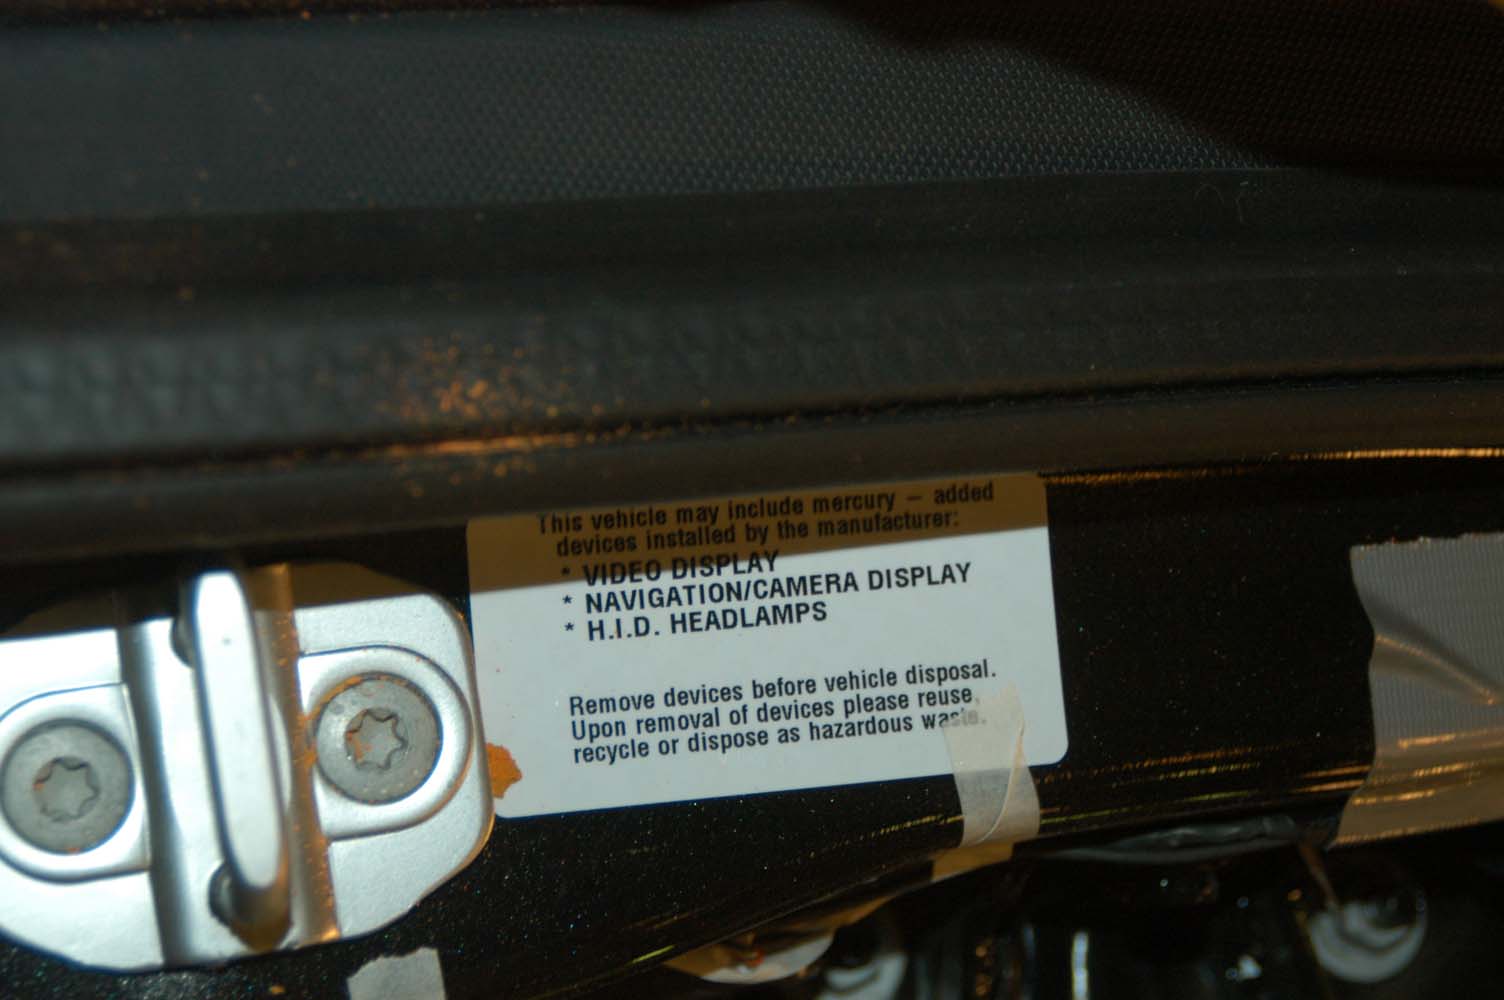 This vehicle may include mercury – added
devices installed by the manufacturer:
* VIDEO DISPLAY
* NAVIGATION/CAMERA DISPLAY
* H.I.D. HEADLAMPS
Remove devices before vehicle disposal.
Upon removal of devices please reuse,
recycle or dispose as hazardous waste.